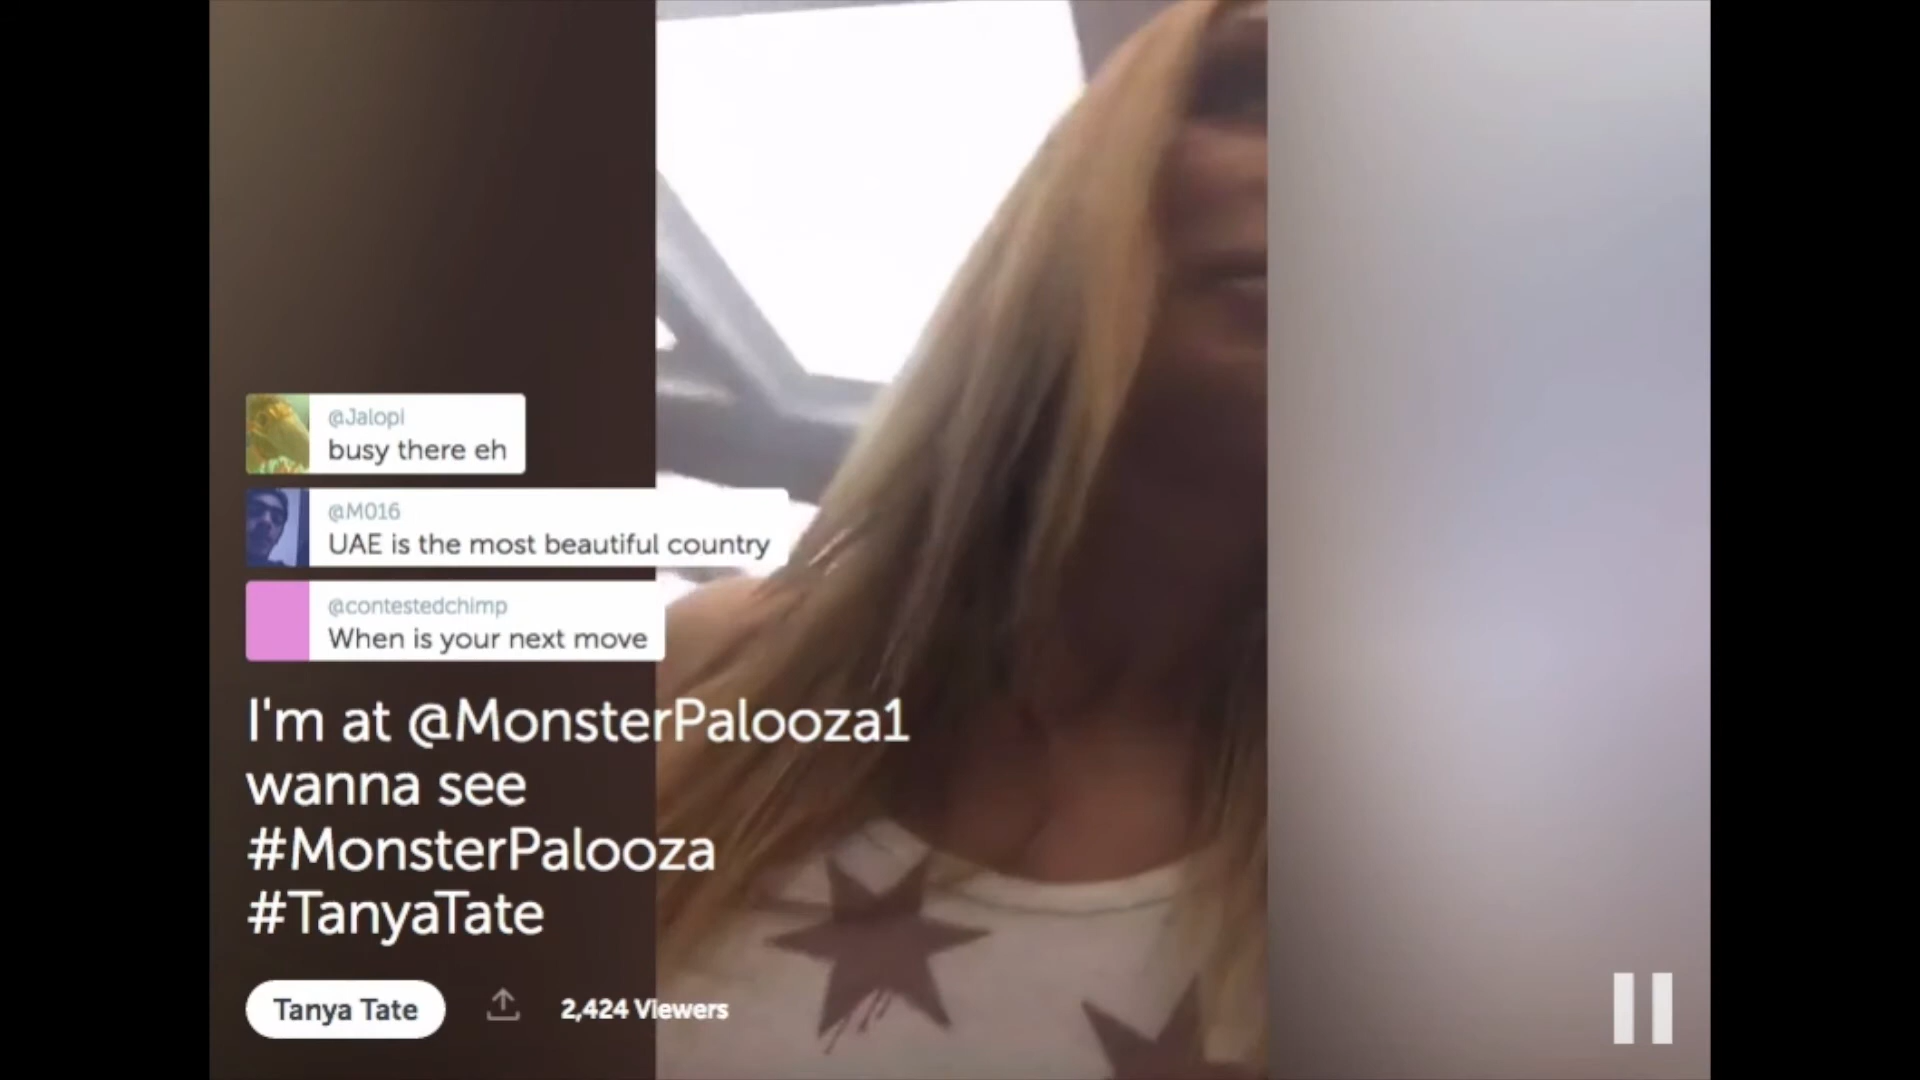 @Jalopi
busy there eh
@M016
UAE is the most beautiful country
@contestedchimp
When is your next move
I'm at @MonsterPalooza1
wanna see
#MonsterPalooza
#TanyaTate
Tanya Tate
2,424 Viewers